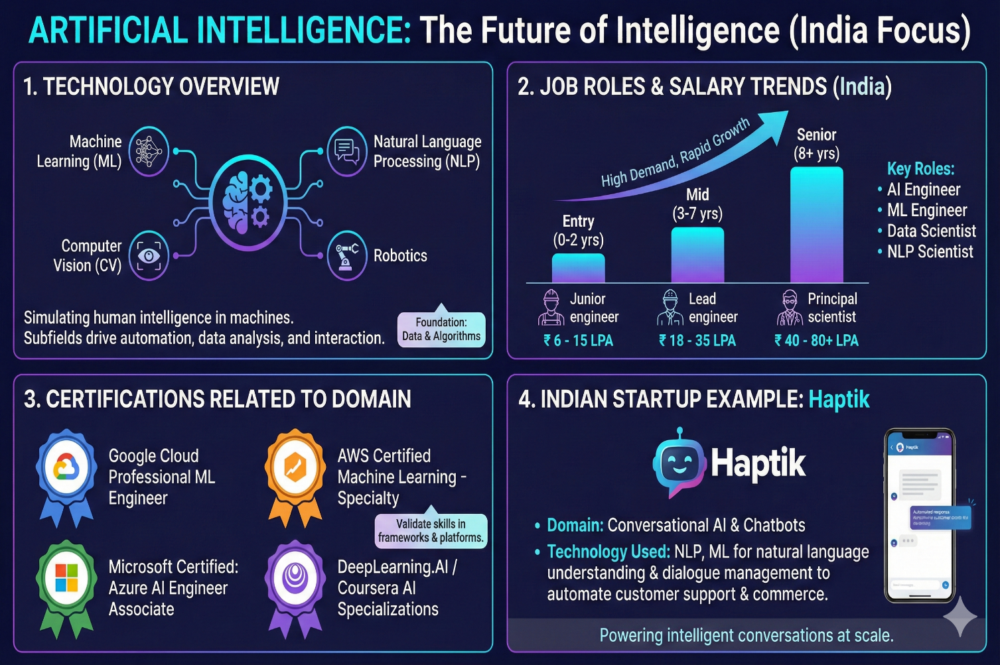 ARTIFICIAL INTELLIGENCE: The Future of Intelligence (India Focus)
1. TECHNOLOGY OVERVIEW
Machine
Learning (ML)
Natural Language
Processing (NLP)
Computer
Vision (CV)
Robotics
Simulating human intelligence in machines.
Subfields drive automation, data analysis, and interaction.
Foundation:
Data & Algorithms
2. JOB ROLES & SALARY TRENDS (India)
High Demand, Rapid Growth
Entry
(0-2 yrs)
Mid
(3-7 yrs)
Senior
(8+ yrs)
Junior
engineer
₹ 6 - 15 LPA
Lead
engineer
₹ 18 - 35 LPA
Principal
scientist
₹ 40 - 80+ LPA
Key Roles:
• AI Engineer
• ML Engineer
• Data Scientist
• NLP Scientist
3. CERTIFICATIONS RELATED TO DOMAIN
Google Cloud
Professional ML
Engineer
AWS Certified
Machine Learning -
Specialty
Validate skills in
frameworks & platforms.
Microsoft Certified:
Azure AI Engineer
Associate
DeepLearning.AI /
Coursera AI
Specializations
4. INDIAN STARTUP EXAMPLE: Haptik
Haptik
• Domain: Conversational AI & Chatbots
• Technology Used: NLP, ML for natural language
understanding & dialogue management to
automate customer support & commerce.
Haptik
Automated response
Powering intelligent conversations at scale.